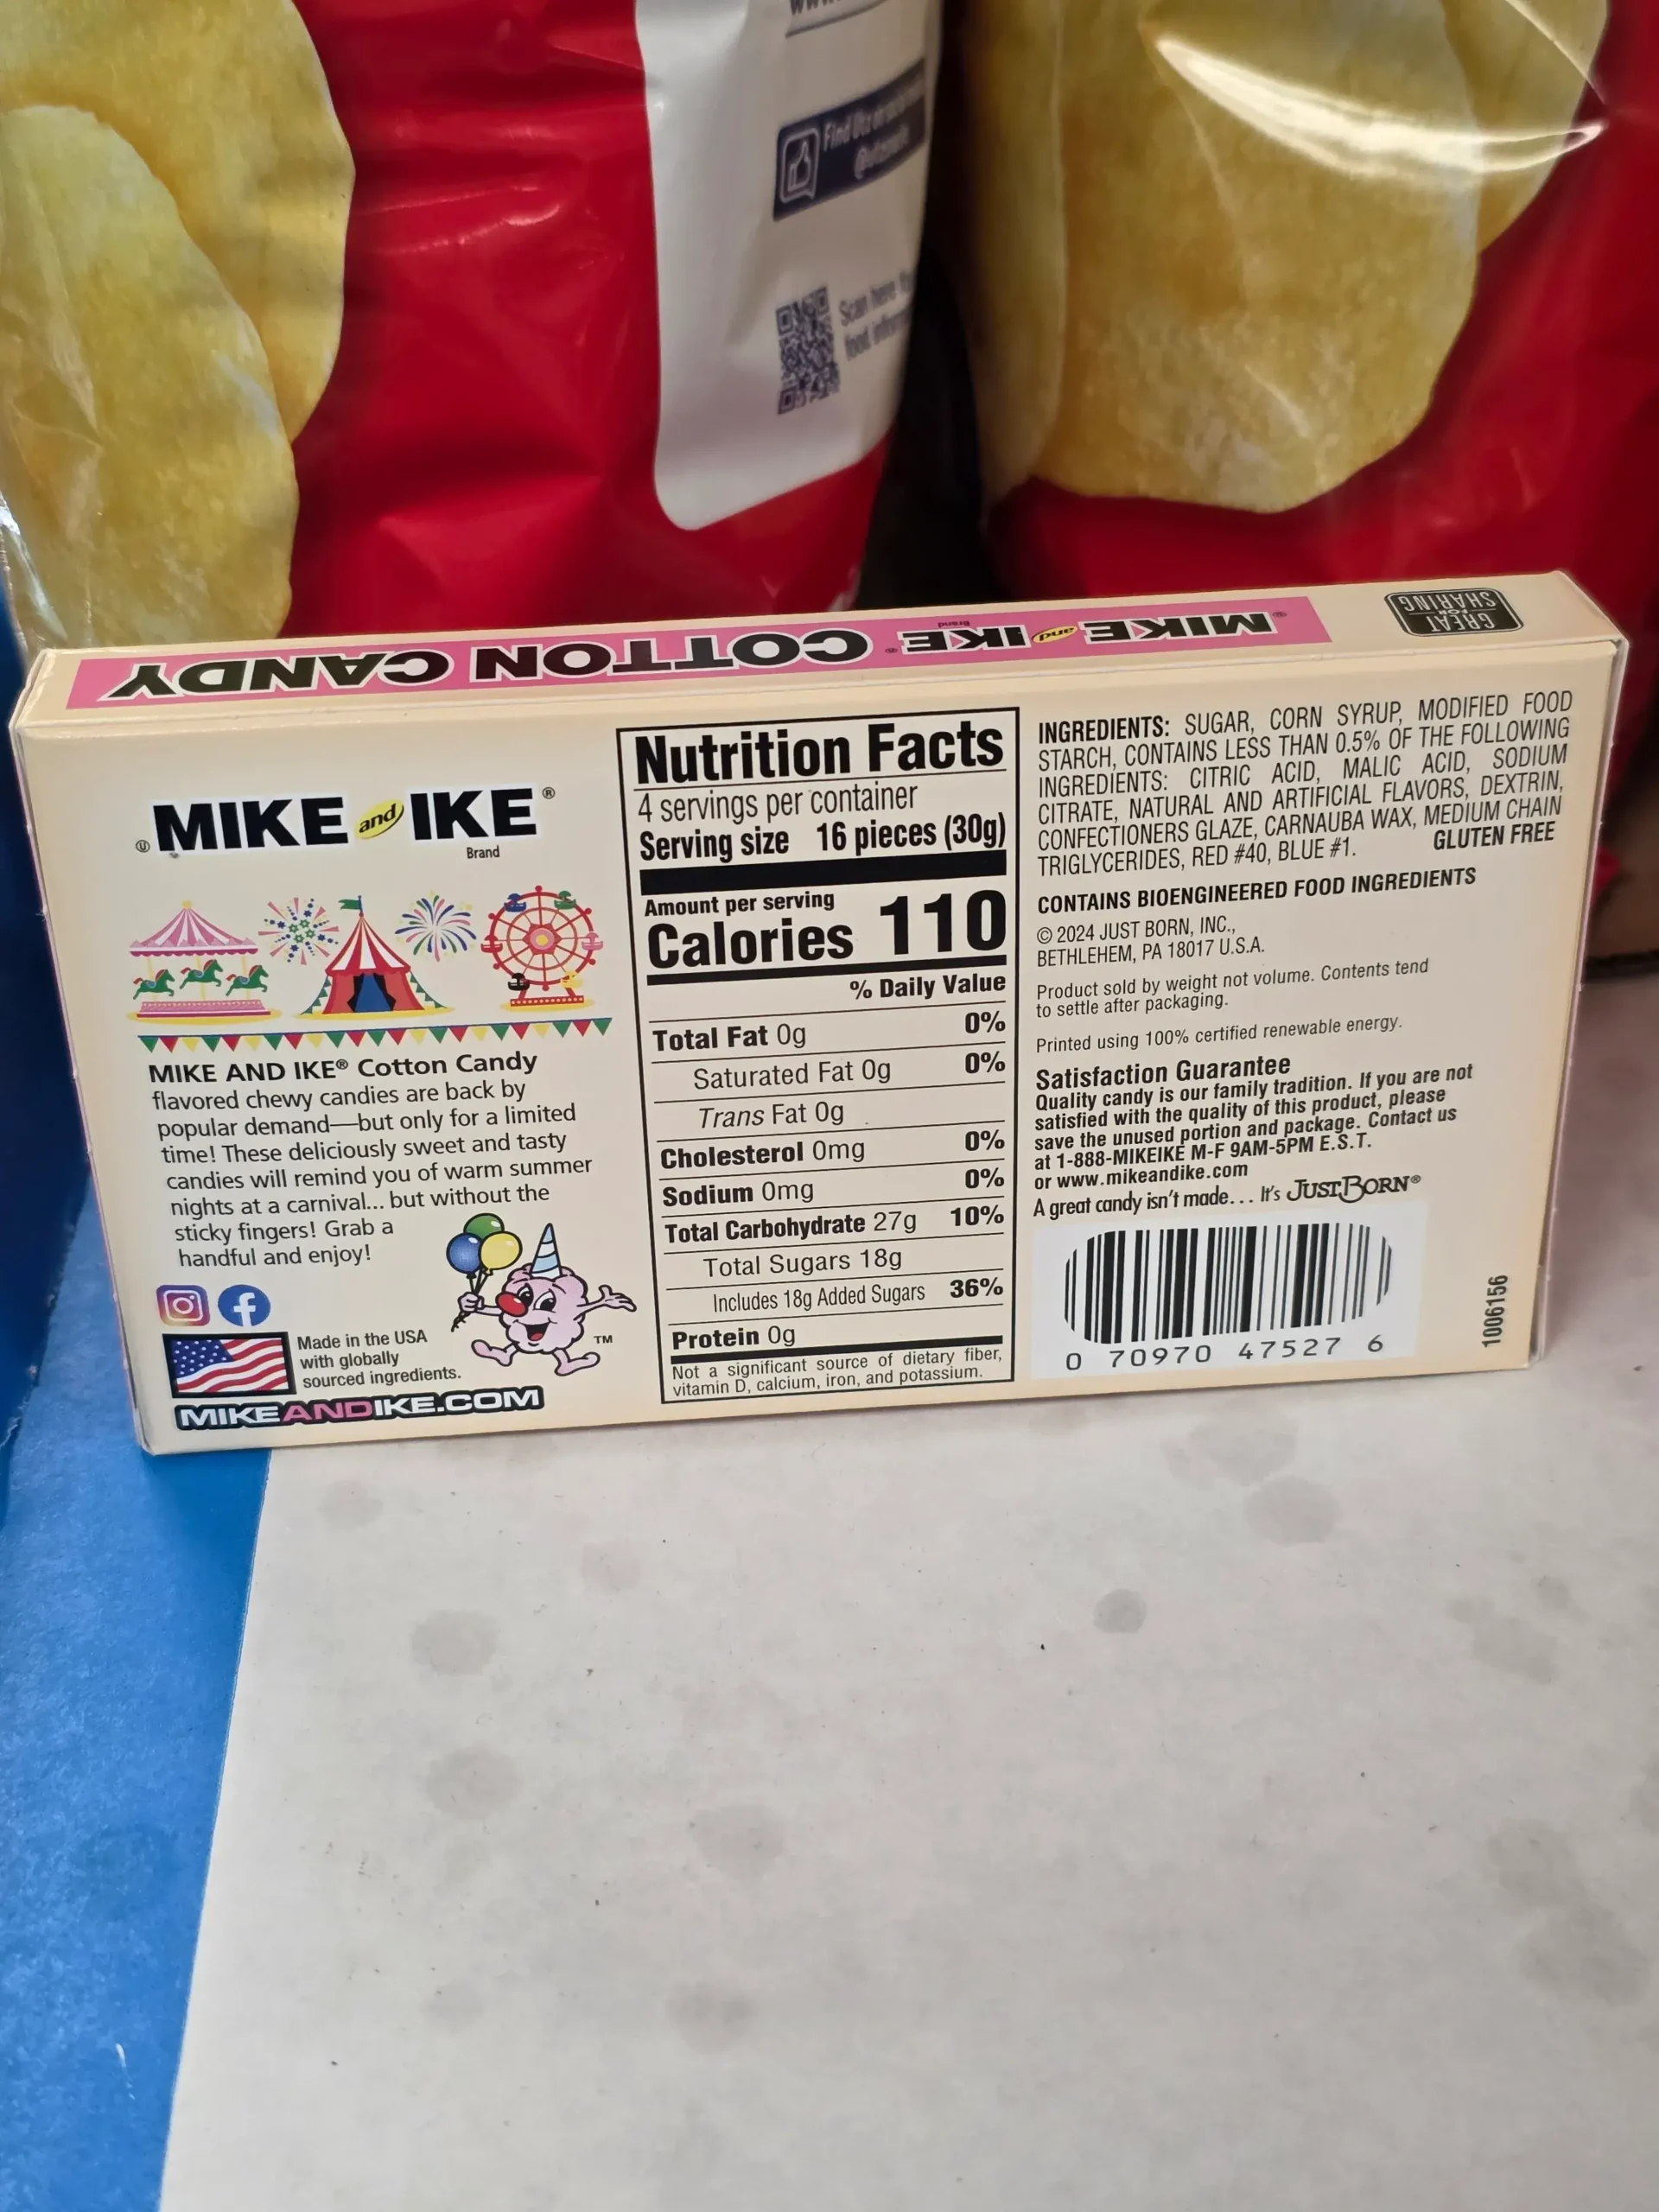 Find Us on
Scan here for
food
MIKE and IKE® Brand COTTON CANDY
GREAT
FOR
SHARING
Ⓤ MIKE and IKE®
Brand
MIKE AND IKE® Cotton Candy
flavored chewy candies are back by
popular demand—but only for a limited
time! These deliciously sweet and tasty
candies will remind you of warm summer
nights at a carnival... but without the
sticky fingers! Grab a
handful and enjoy!
Made in the USA
with globally
sourced ingredients.
TM
MIKEANDIKE.COM
Nutrition Facts
4 servings per container
Serving size 16 pieces (30g)
Amount per serving
Calories 110
% Daily Value
Total Fat 0g 0%
Saturated Fat 0g 0%
Trans Fat 0g
Cholesterol 0mg 0%
Sodium 0mg 0%
Total Carbohydrate 27g 10%
Total Sugars 18g
Includes 18g Added Sugars 36%
Protein 0g
Not a significant source of dietary fiber,
vitamin D, calcium, iron, and potassium.
INGREDIENTS: SUGAR, CORN SYRUP, MODIFIED FOOD
STARCH, CONTAINS LESS THAN 0.5% OF THE FOLLOWING
INGREDIENTS: CITRIC ACID, MALIC ACID, SODIUM
CITRATE, NATURAL AND ARTIFICIAL FLAVORS, DEXTRIN,
CONFECTIONERS GLAZE, CARNAUBA WAX, MEDIUM CHAIN
TRIGLYCERIDES, RED #40, BLUE #1. GLUTEN FREE
CONTAINS BIOENGINEERED FOOD INGREDIENTS
© 2024 JUST BORN, INC.,
BETHLEHEM, PA 18017 U.S.A.
Product sold by weight not volume. Contents tend
to settle after packaging.
Printed using 100% certified renewable energy.
Satisfaction Guarantee
Quality candy is our family tradition. If you are not
satisfied with the quality of this product, please
save the unused portion and package. Contact us
at 1-888-MIKEIKE M-F 9AM-5PM E.S.T.
or www.mikeandike.com
A great candy isn't made... It's JUST BORN®
0 70970 47527 6
1006156